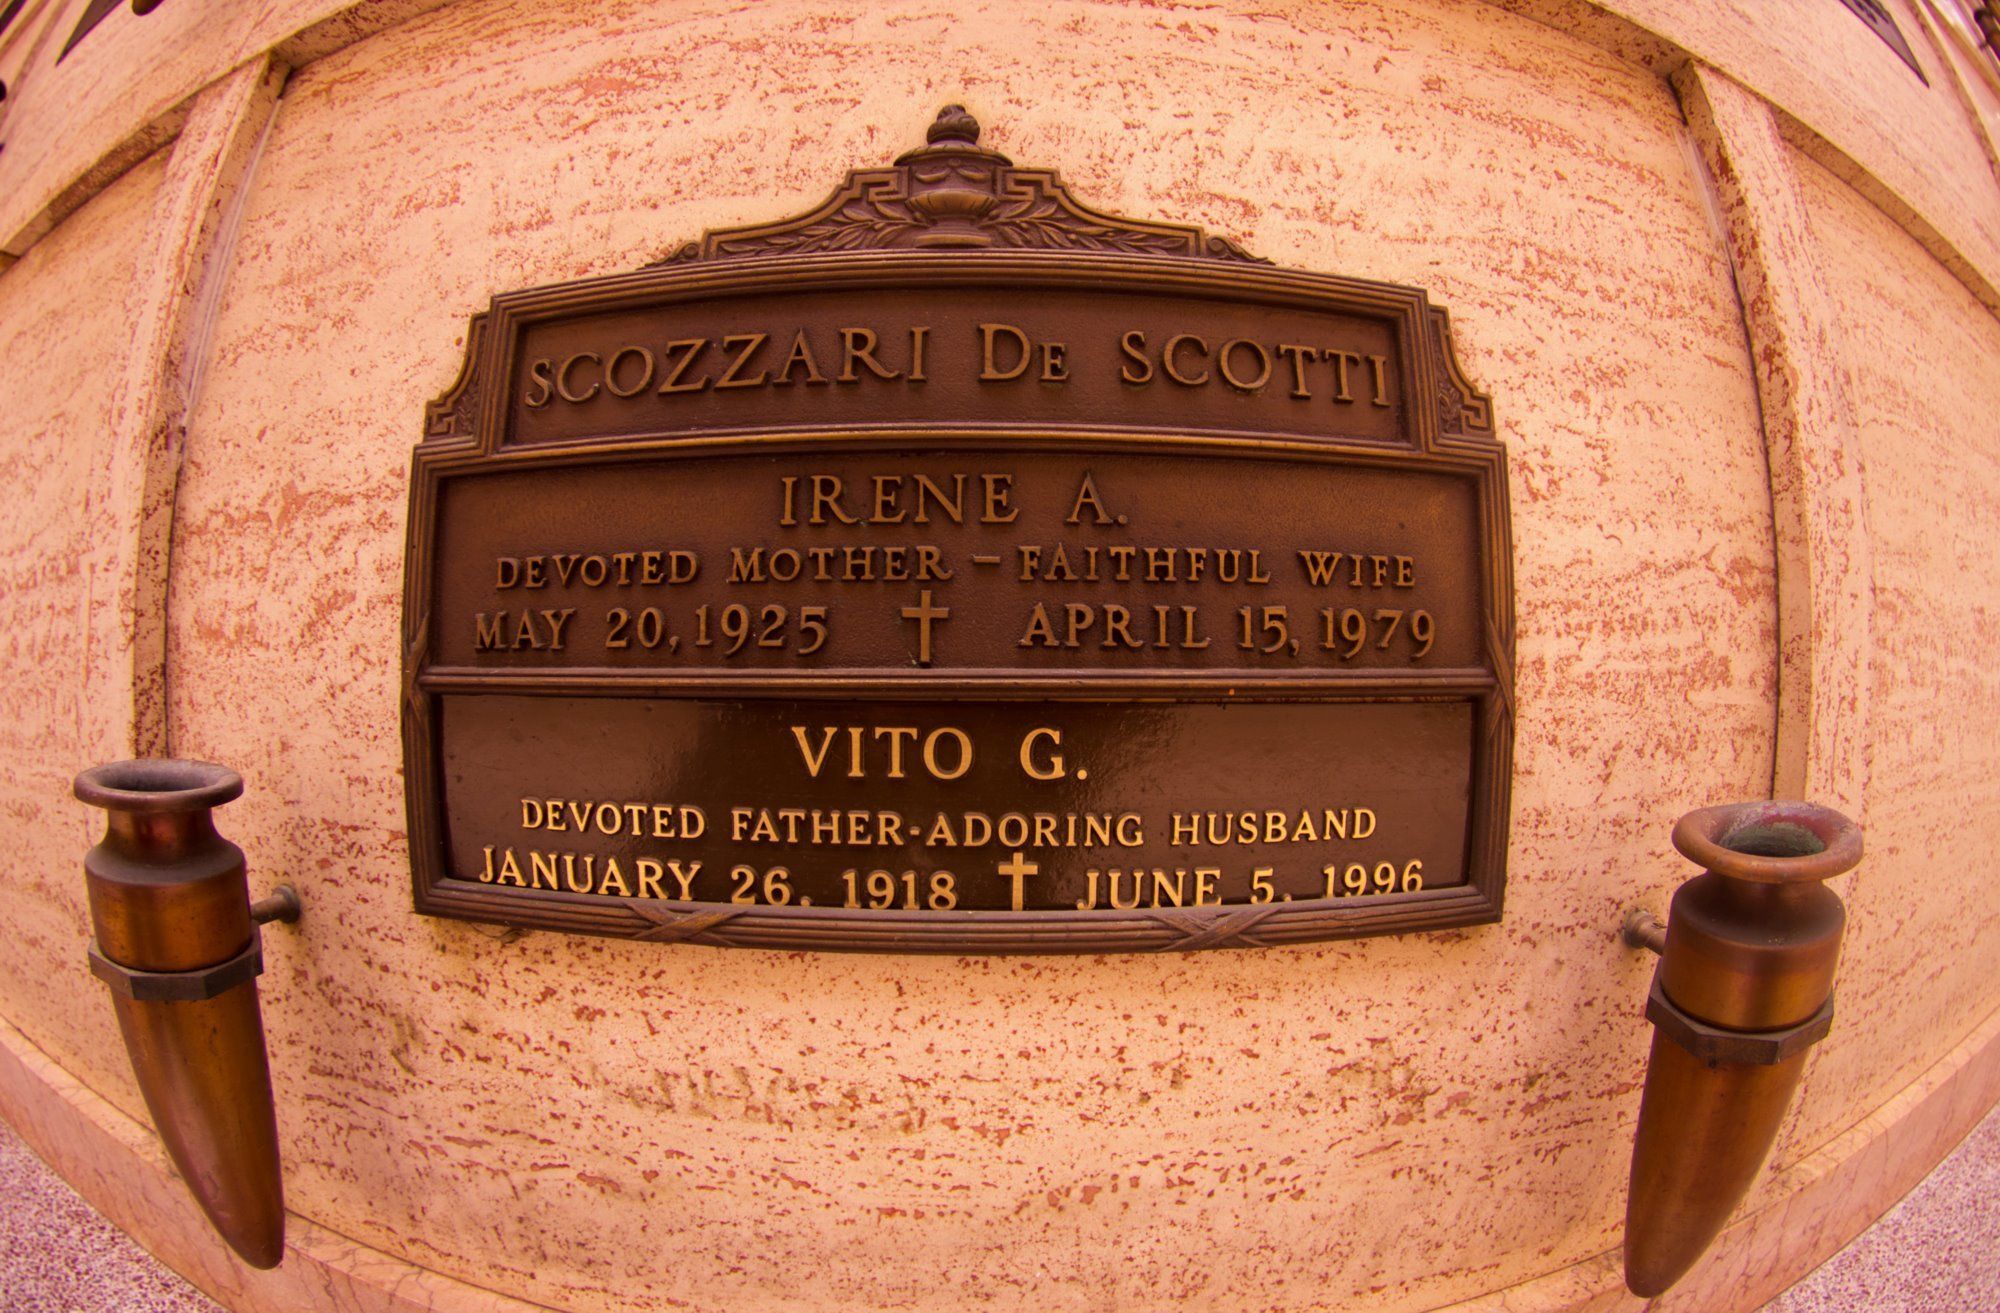 SCOZZARI DE SCOTTI
IRENE A.
DEVOTED MOTHER – FAITHFUL WIFE
MAY 20, 1925 ✝ APRIL 15, 1979
VITO G.
DEVOTED FATHER-ADORING HUSBAND
JANUARY 26, 1918 ✝ JUNE 5, 1996